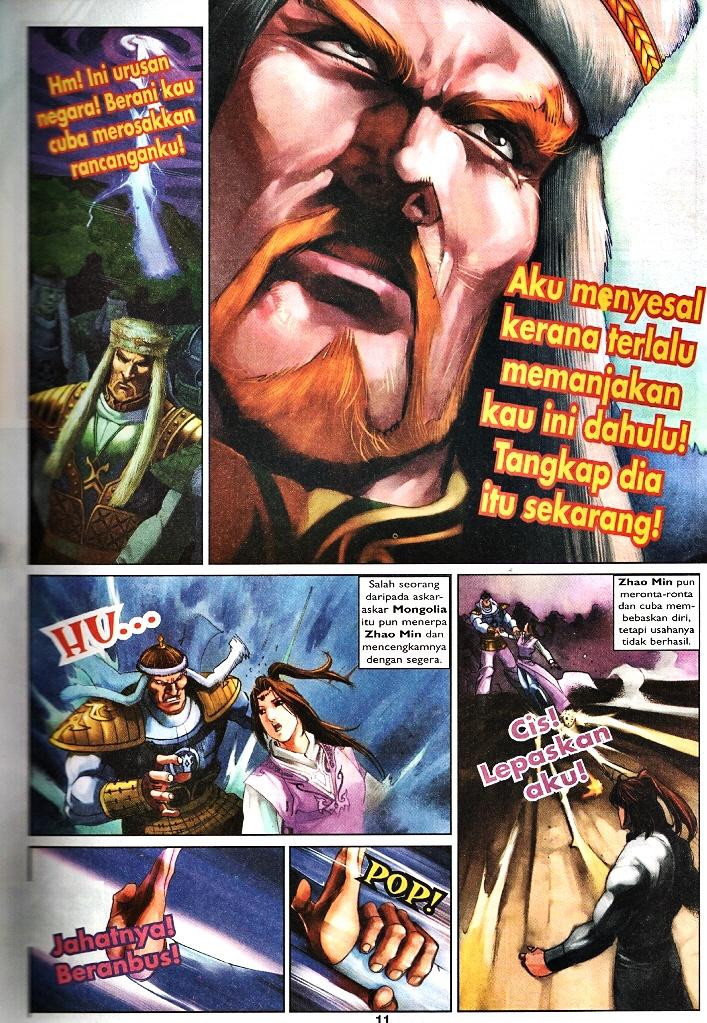 Hm! Ini urusan
negara! Berani kau
cuba merosakkan
rancanganku!
Aku menyesal
kerana terlalu
memanjakan
kau ini dahulu!
Tangkap dia
itu sekarang!
HU...
Salah seorang
daripada askar-
askar Mongolia
itu pun menerpa
Zhao Min dan
mencengkamnya
dengan segera.
Zhao Min pun
meronta-ronta
dan cuba mem-
bebaskan diri,
tetapi usahanya
tidak berhasil.
Cis!
Lepaskan
aku!
Jahatnya!
Beranbus!
POP!
11